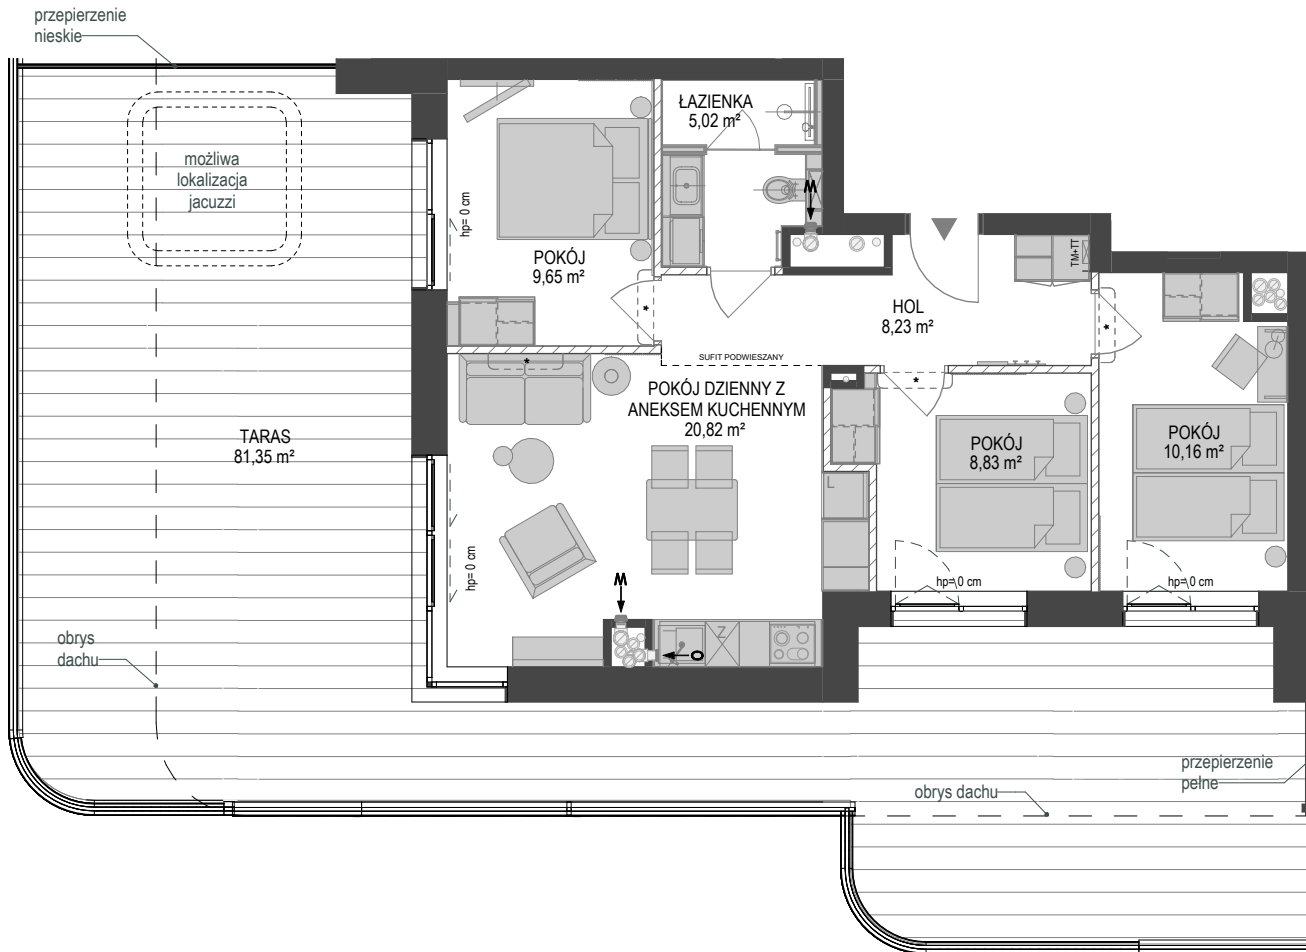 przepierzenie
nieskie
możliwa
lokalizacja
jacuzzi
ŁAZIENKA
5,02 m²
M
hp= 0 cm
POKÓJ
9,65 m²
*
TM+TT
HOL
8,23 m²
*
SUFIT PODWIESZANY
*
*
POKÓJ DZIENNY Z
ANEKSEM KUCHENNYM
20,82 m²
TARAS
81,35 m²
POKÓJ
8,83 m²
POKÓJ
10,16 m²
L
hp= 0 cm
hp= 0 cm
hp= 0 cm
M
Z
O
obrys
dachu
przepierzenie
pełne
obrys dachu